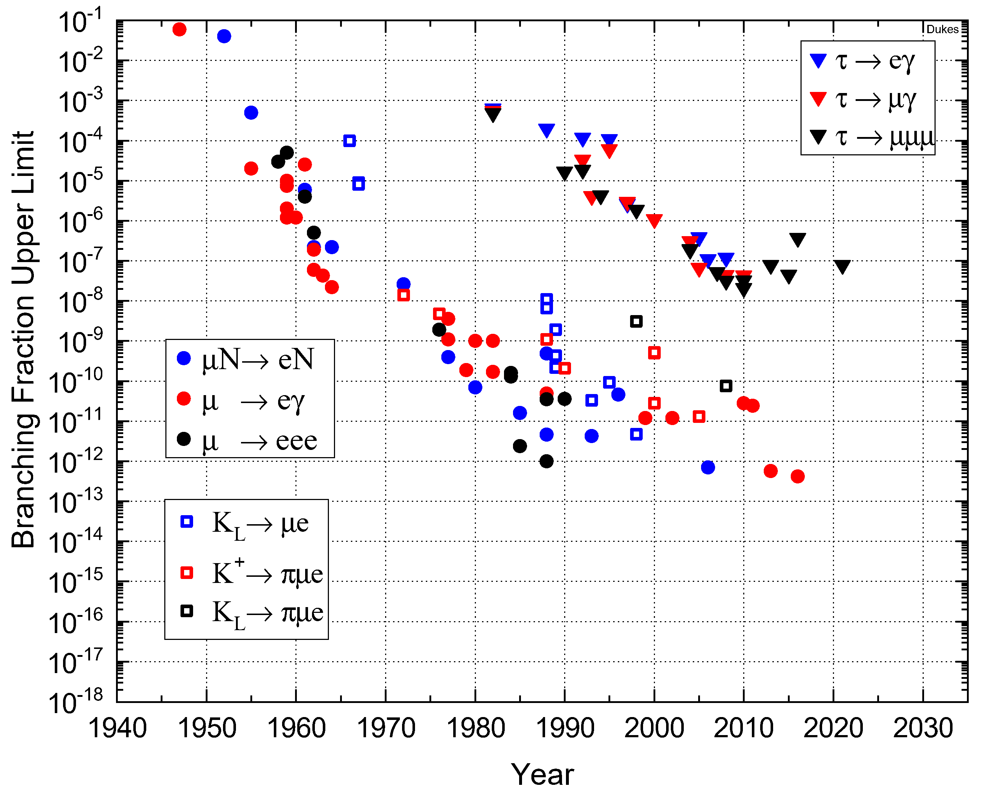 Branching Fraction Upper Limit
10⁻¹
10⁻²
10⁻³
10⁻⁴
10⁻⁵
10⁻⁶
10⁻⁷
10⁻⁸
10⁻⁹
10⁻¹⁰
10⁻¹¹
10⁻¹²
10⁻¹³
10⁻¹⁴
10⁻¹⁵
10⁻¹⁶
10⁻¹⁷
10⁻¹⁸
Dukes
τ → eγ
τ → μγ
τ → μμμ
μN → eN
μ → eγ
μ → eee
K_L → μe
K⁺ → πμe
K_L → πμe
1940 1950 1960 1970 1980 1990 2000 2010 2020 2030
Year